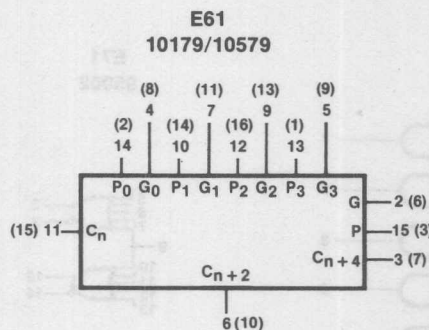 E61
10179/10579
(8) (11) (13) (9)
(2) 4 (14) 7 (16) 9 (1) 5
14 10 12 13
P0 G0 P1 G1 P2 G2 P3 G3
G 2 (6)
(15) 11 Cn P 15 (3)
Cn + 4 3 (7)
Cn + 2
6 (10)